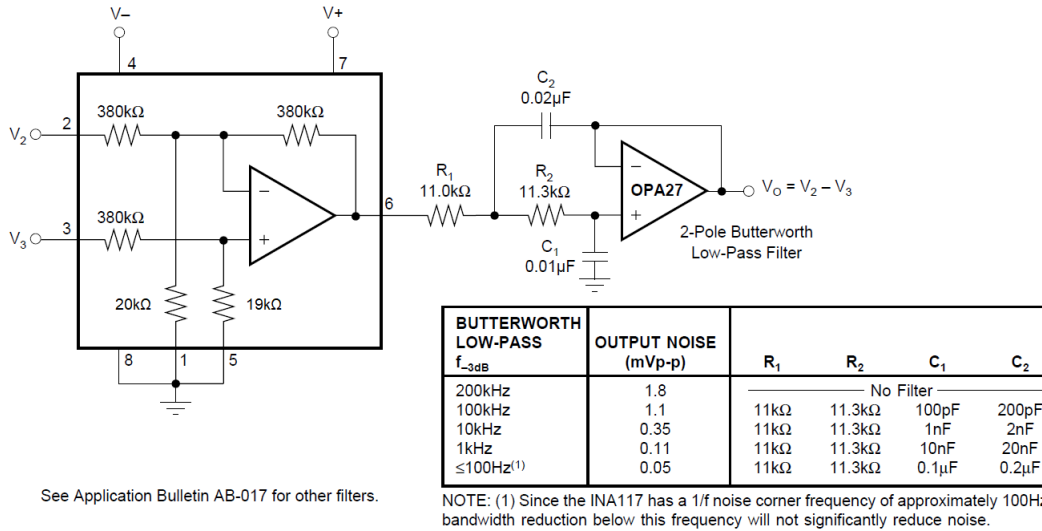 V–
V+
4
7
380kΩ
380kΩ
V2
2
380kΩ
V3
3
–
+
6
20kΩ
19kΩ
8
1
5
C2
0.02µF
R1
11.0kΩ
R2
11.3kΩ
–
+
OPA27
VO = V2 – V3
C1
0.01µF
2-Pole Butterworth
Low-Pass Filter
BUTTERWORTH
LOW-PASS
f–3dB
OUTPUT NOISE
(mVp-p)
R1 R2 C1 C2
200kHz 1.8 No Filter
100kHz 1.1 11kΩ 11.3kΩ 100pF 200pF
10kHz 0.35 11kΩ 11.3kΩ 1nF 2nF
1kHz 0.11 11kΩ 11.3kΩ 10nF 20nF
≤100Hz(1) 0.05 11kΩ 11.3kΩ 0.1µF 0.2µF
See Application Bulletin AB-017 for other filters.
NOTE: (1) Since the INA117 has a 1/f noise corner frequency of approximately 100Hz
bandwidth reduction below this frequency will not significantly reduce noise.